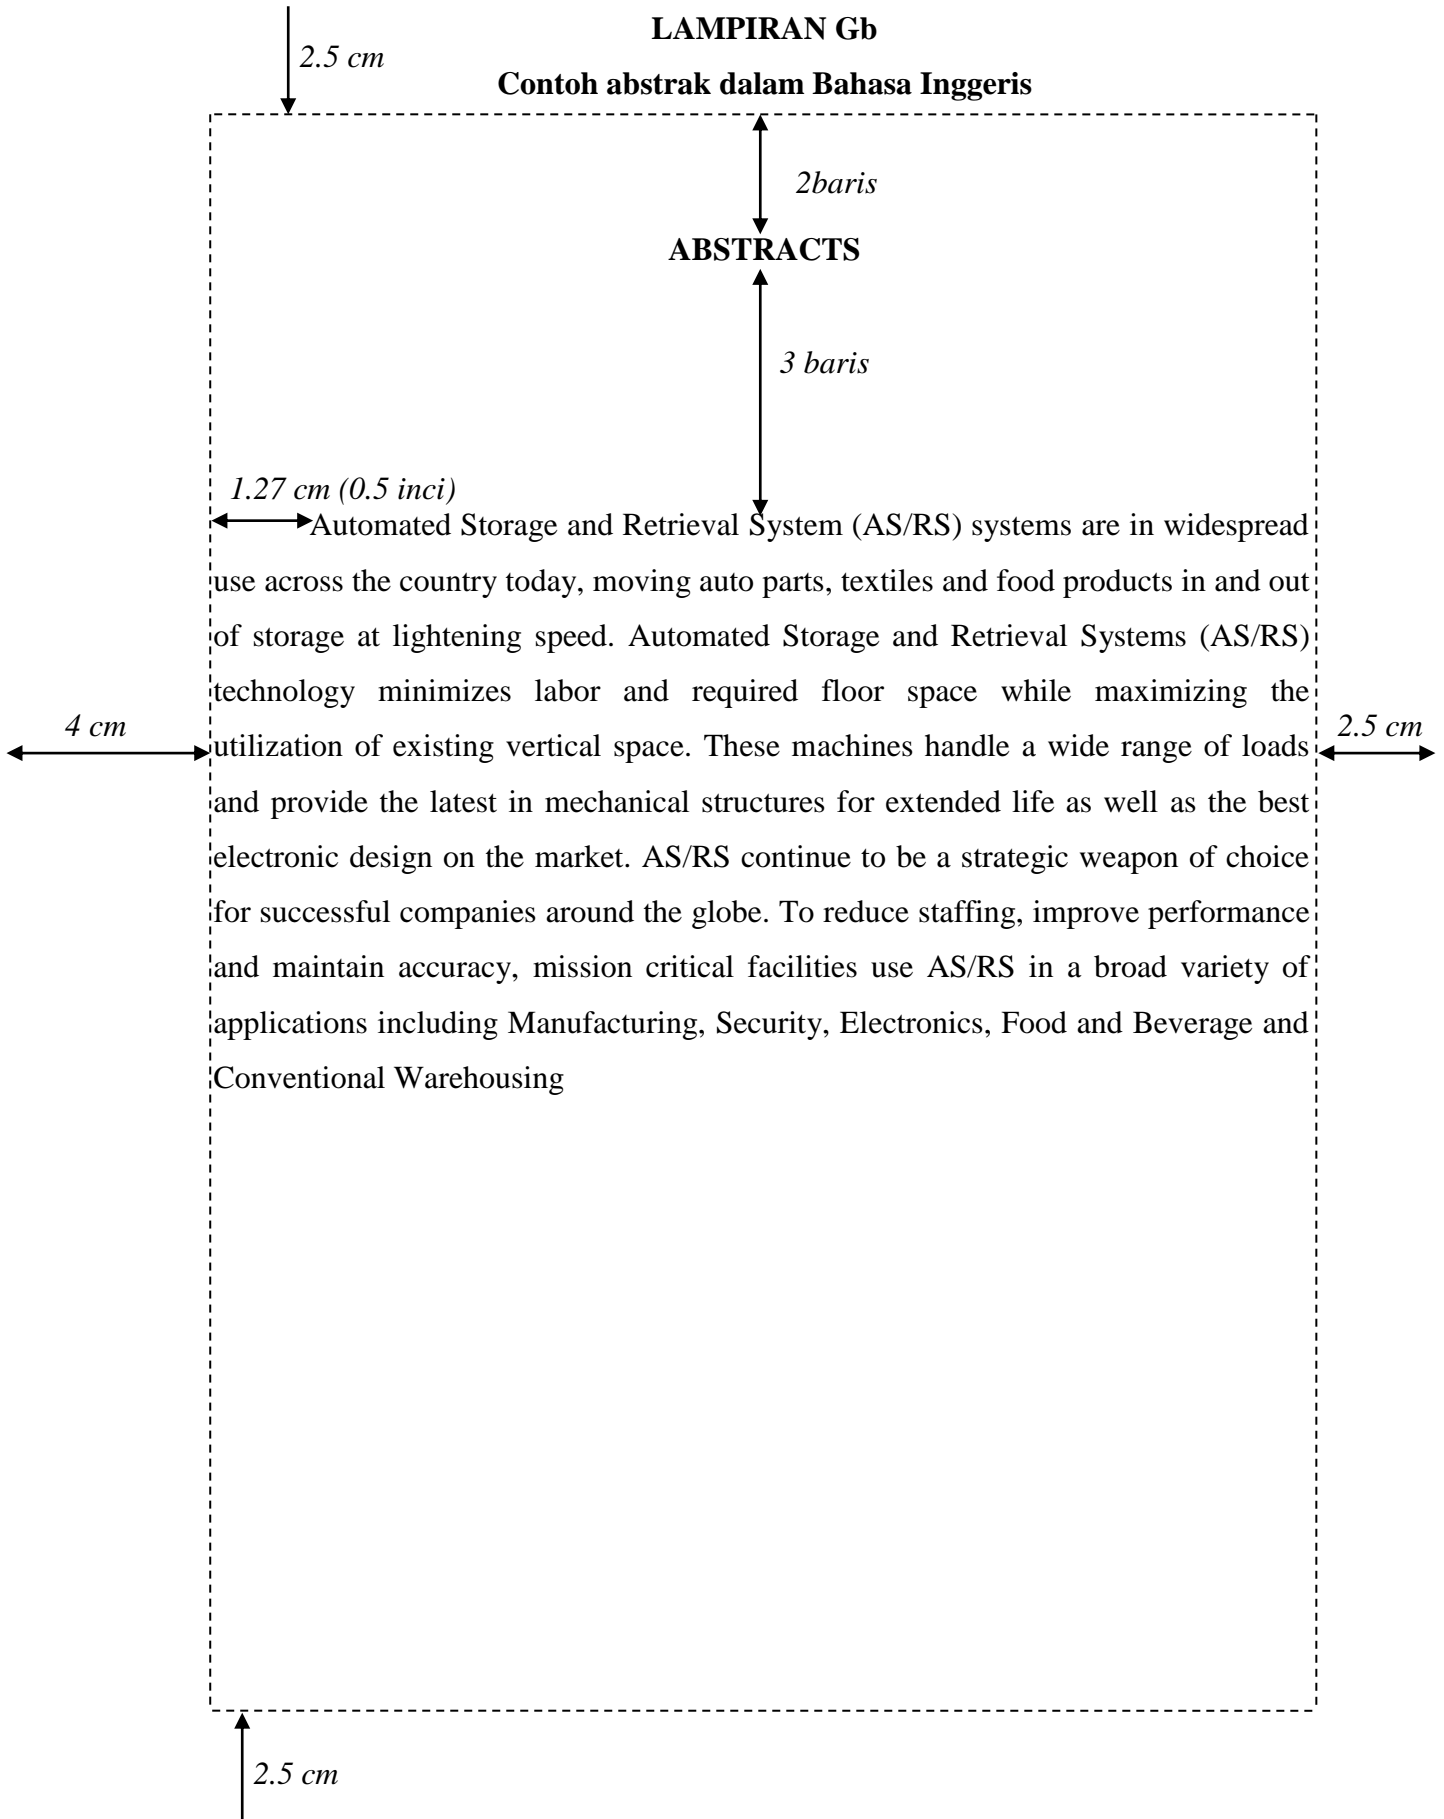 LAMPIRAN Gb
2.5 cm
Contoh abstrak dalam Bahasa Inggeris
2baris
ABSTRACTS
3 baris
1.27 cm (0.5 inci)
Automated Storage and Retrieval System (AS/RS) systems are in widespread
use across the country today, moving auto parts, textiles and food products in and out
of storage at lightening speed. Automated Storage and Retrieval Systems (AS/RS)
technology minimizes labor and required floor space while maximizing the
4 cm
utilization of existing vertical space. These machines handle a wide range of loads
2.5 cm
and provide the latest in mechanical structures for extended life as well as the best
electronic design on the market. AS/RS continue to be a strategic weapon of choice
for successful companies around the globe. To reduce staffing, improve performance
and maintain accuracy, mission critical facilities use AS/RS in a broad variety of
applications including Manufacturing, Security, Electronics, Food and Beverage and
Conventional Warehousing
2.5 cm